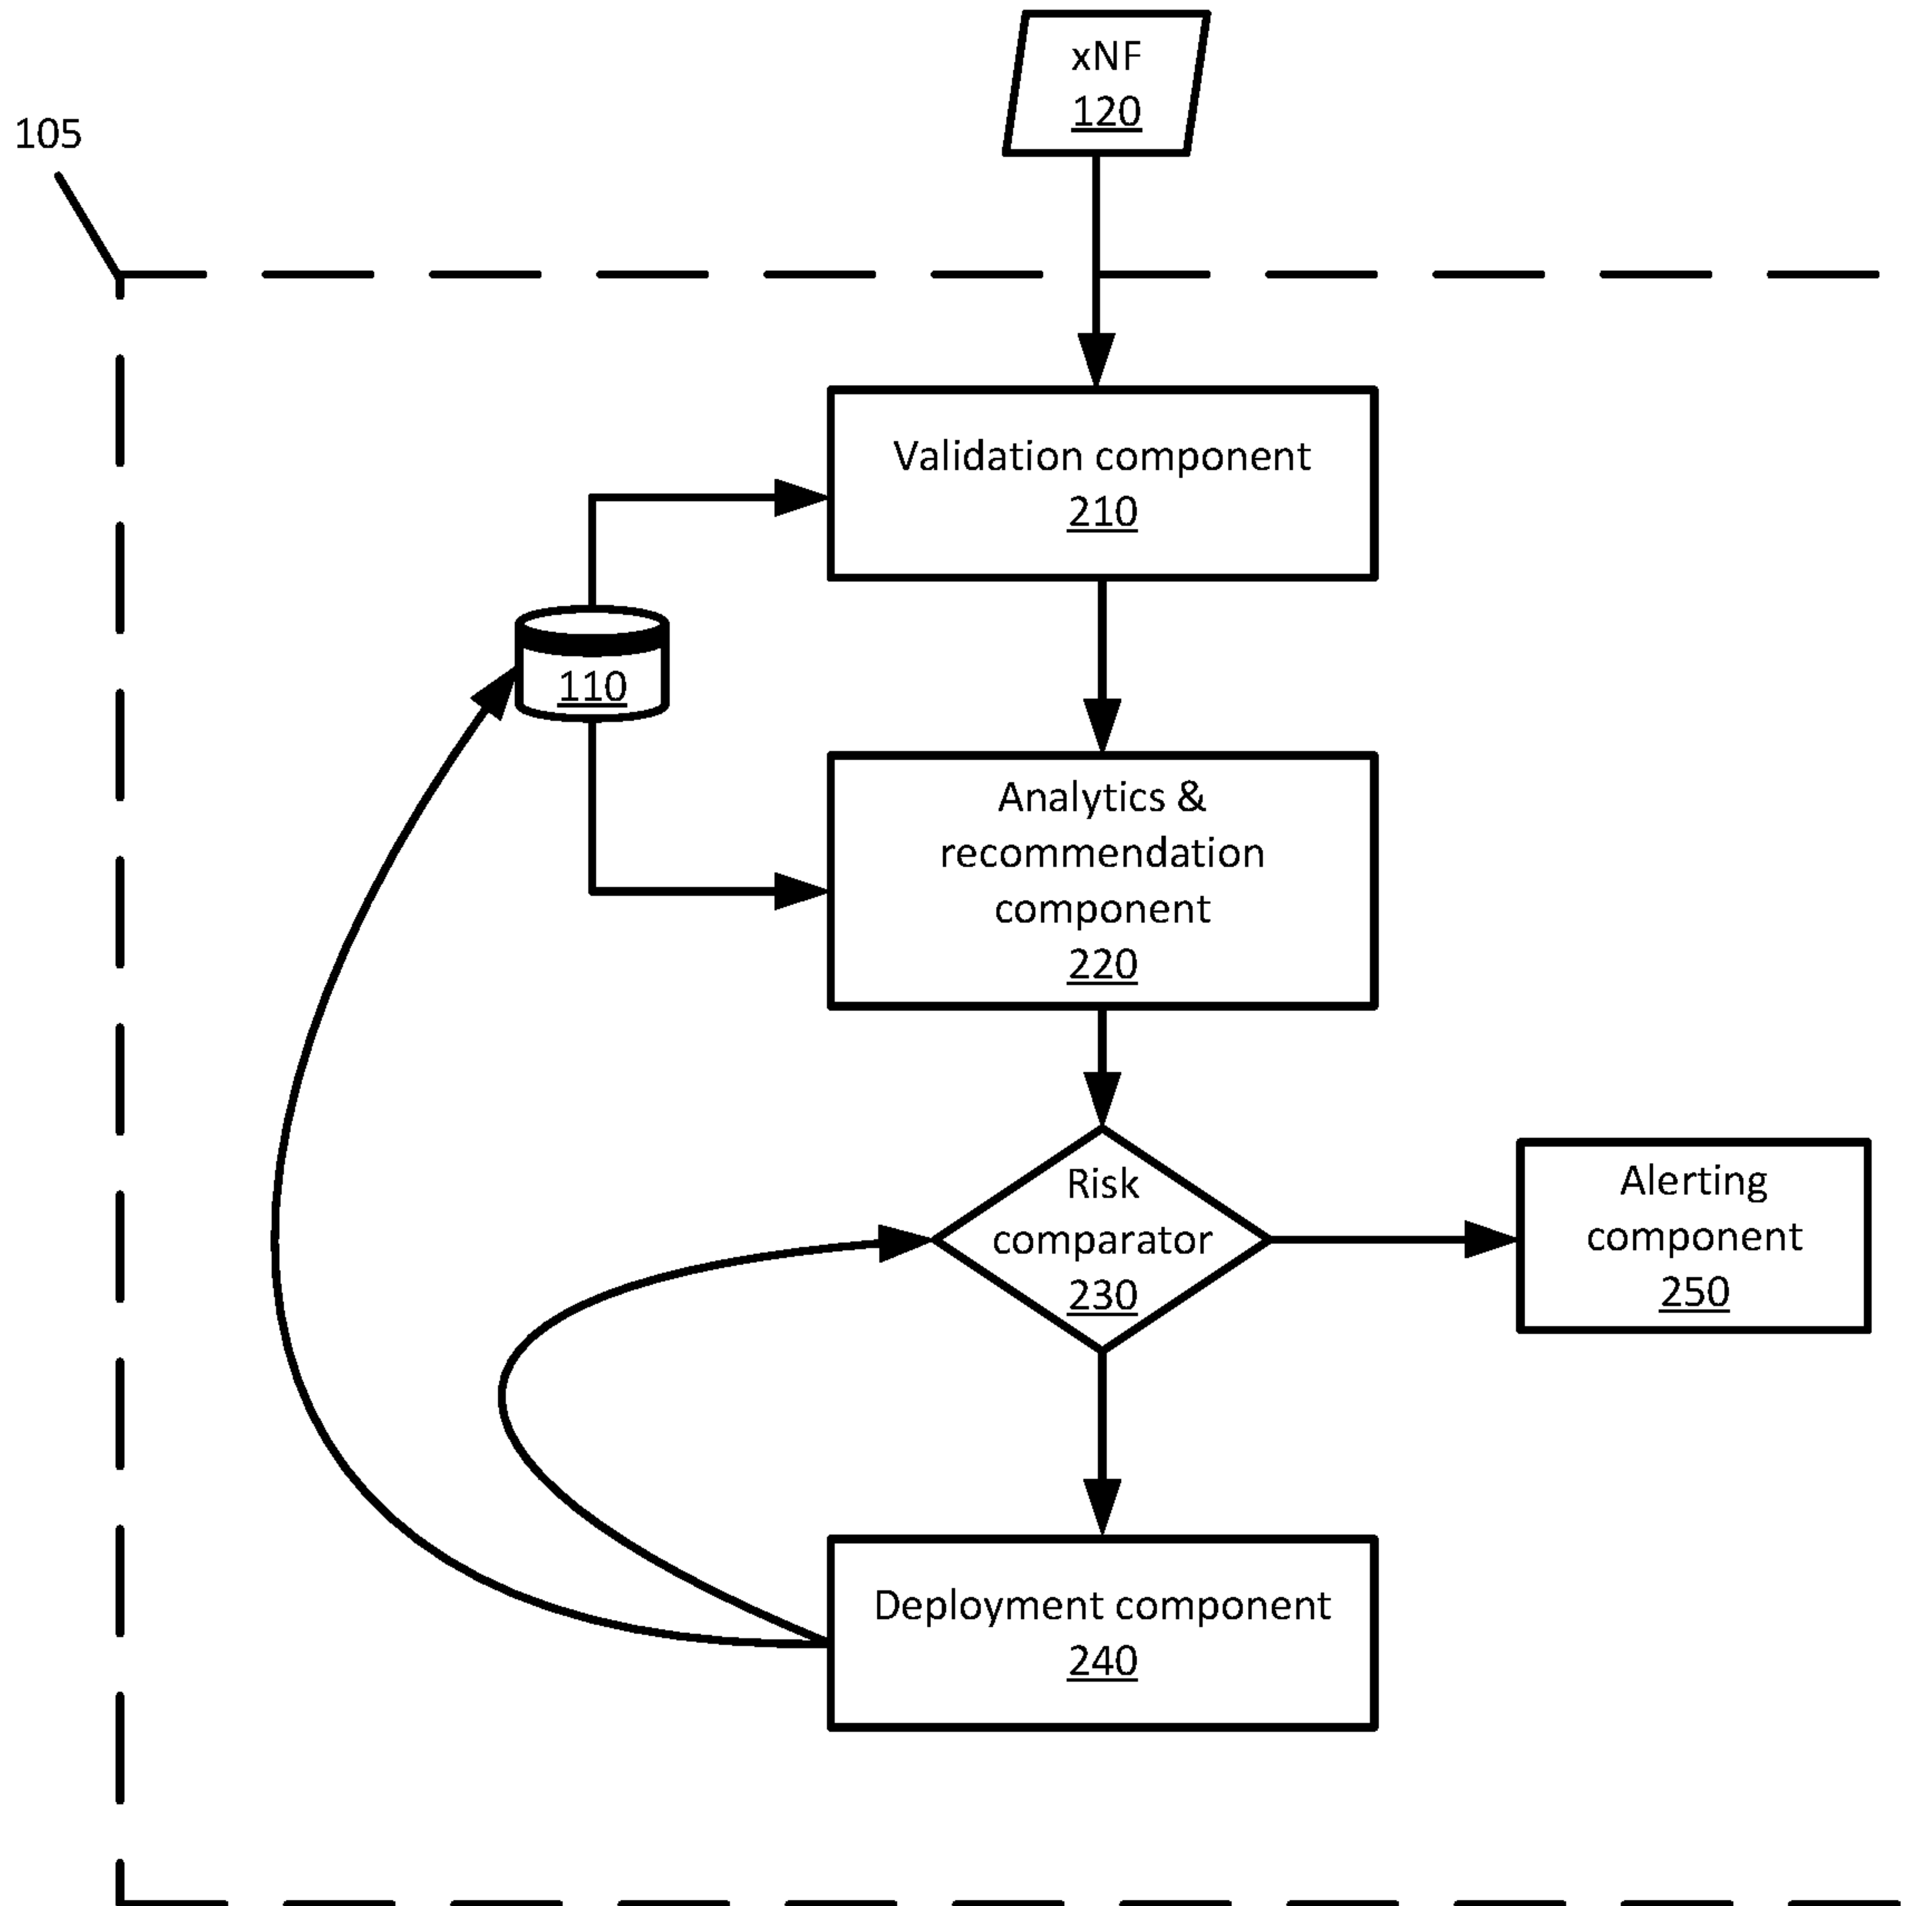 xNF
120
105
Validation component
210
110
Analytics &
recommendation
component
220
Risk
comparator
230
Alerting
component
250
Deployment component
240